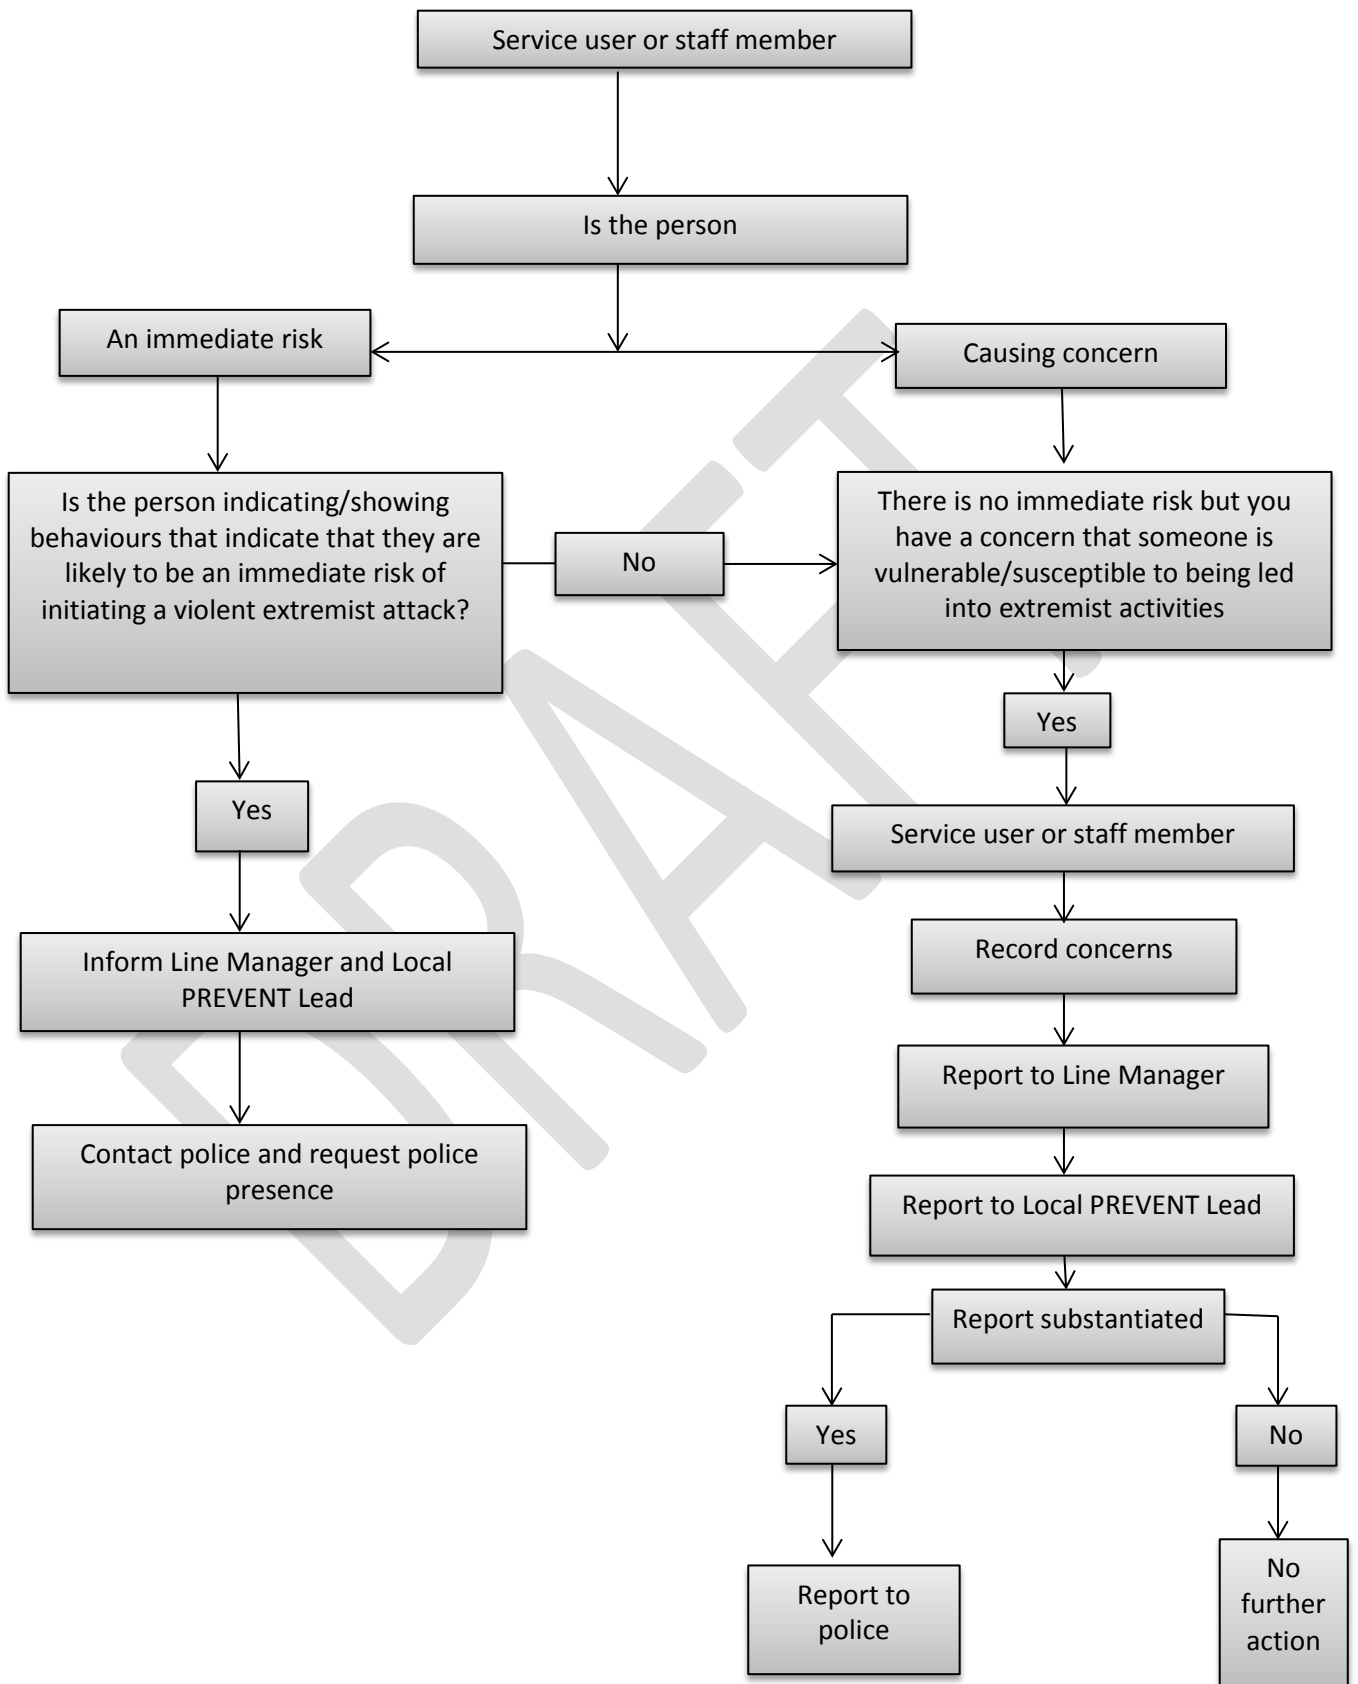 Service user or staff member
Is the person
An immediate risk
Causing concern
Is the person indicating/showing
behaviours that indicate that they are
likely to be an immediate risk of
initiating a violent extremist attack?
No
There is no immediate risk but you
have a concern that someone is
vulnerable/susceptible to being led
into extremist activities
Yes
Yes
Service user or staff member
Inform Line Manager and Local
PREVENT Lead
Record concerns
Report to Line Manager
Contact police and request police
presence
Report to Local PREVENT Lead
Report substantiated
Yes
No
Report to
police
No
further
action
DRAFT